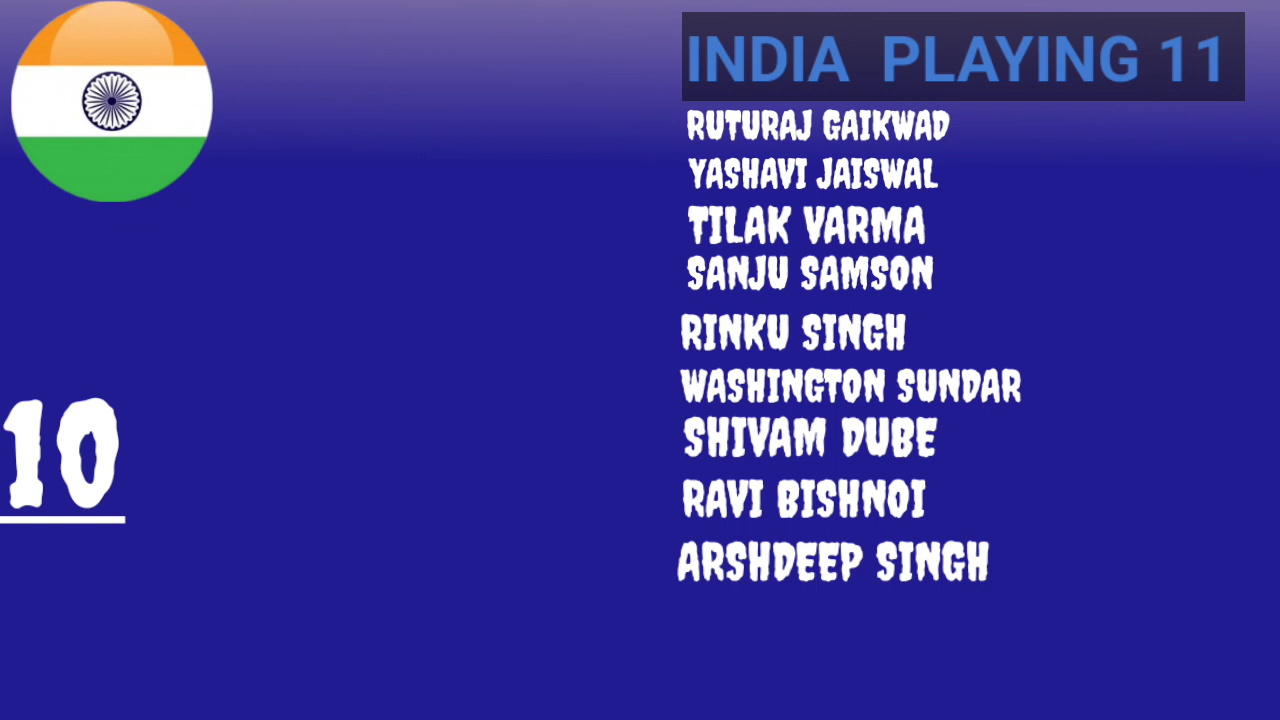 INDIA PLAYING 11
RUTURAJ GAIKWAD
YASHAVI JAISWAL
TILAK VARMA
SANJU SAMSON
RINKU SINGH
WASHINGTON SUNDAR
SHIVAM DUBE
RAVI BISHNOI
ARSHDEEP SINGH
10